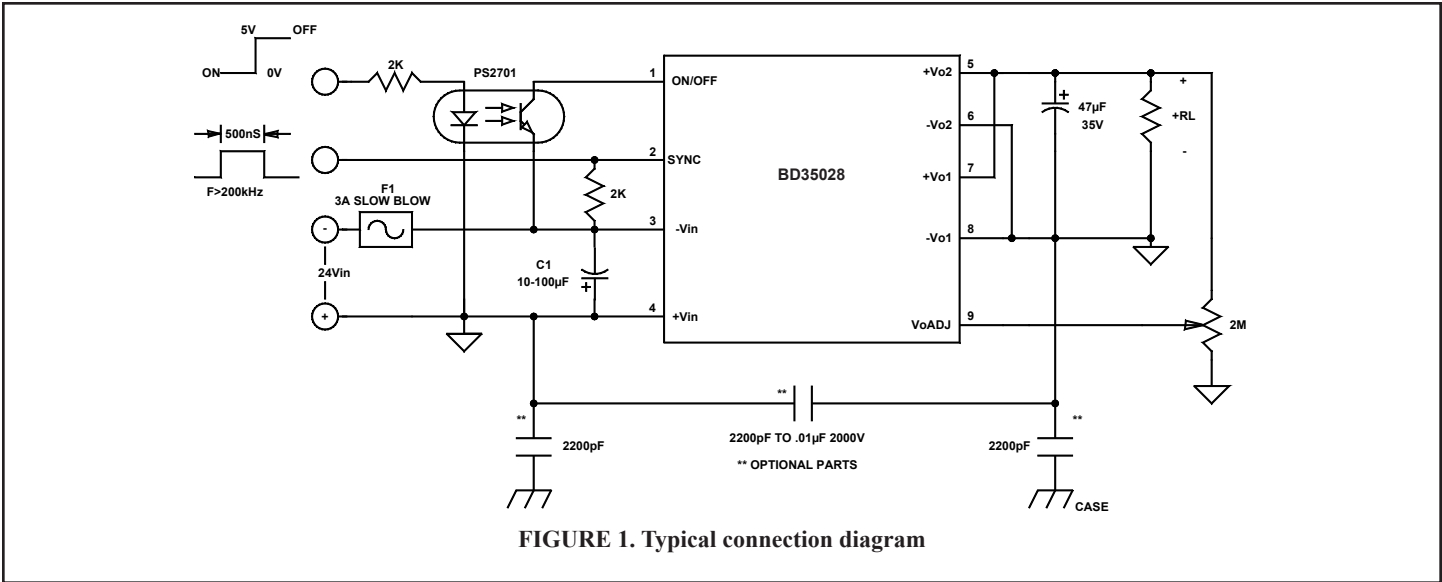 5V
OFF
ON
0V
2K
PS2701
1
ON/OFF
500nS
F>200kHz
2
SYNC
2K
F1
3A SLOW BLOW
3
-Vin
-
24Vin
+
C1
10-100µF
+
4
+Vin
BD35028
+Vo2
5
-Vo2
6
+Vo1
7
-Vo1
8
VoADJ
9
+
47µF
35V
+
+RL
-
2M
**
2200pF
**
2200pF TO .01µF 2000V
** OPTIONAL PARTS
**
2200pF
CASE
FIGURE 1. Typical connection diagram